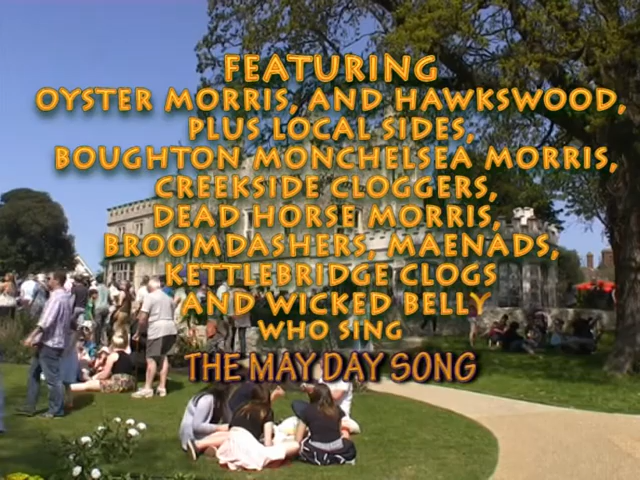 FEATURING
OYSTER MORRIS, AND HAWKSWOOD,
PLUS LOCAL SIDES,
BOUGHTON MONCHELSEA MORRIS,
CREEKSIDE CLOGGERS,
DEAD HORSE MORRIS,
BROOMDASHERS, MAENADS,
KETTLEBRIDGE CLOGS
AND WICKED BELLY
WHO SING
THE MAY DAY SONG